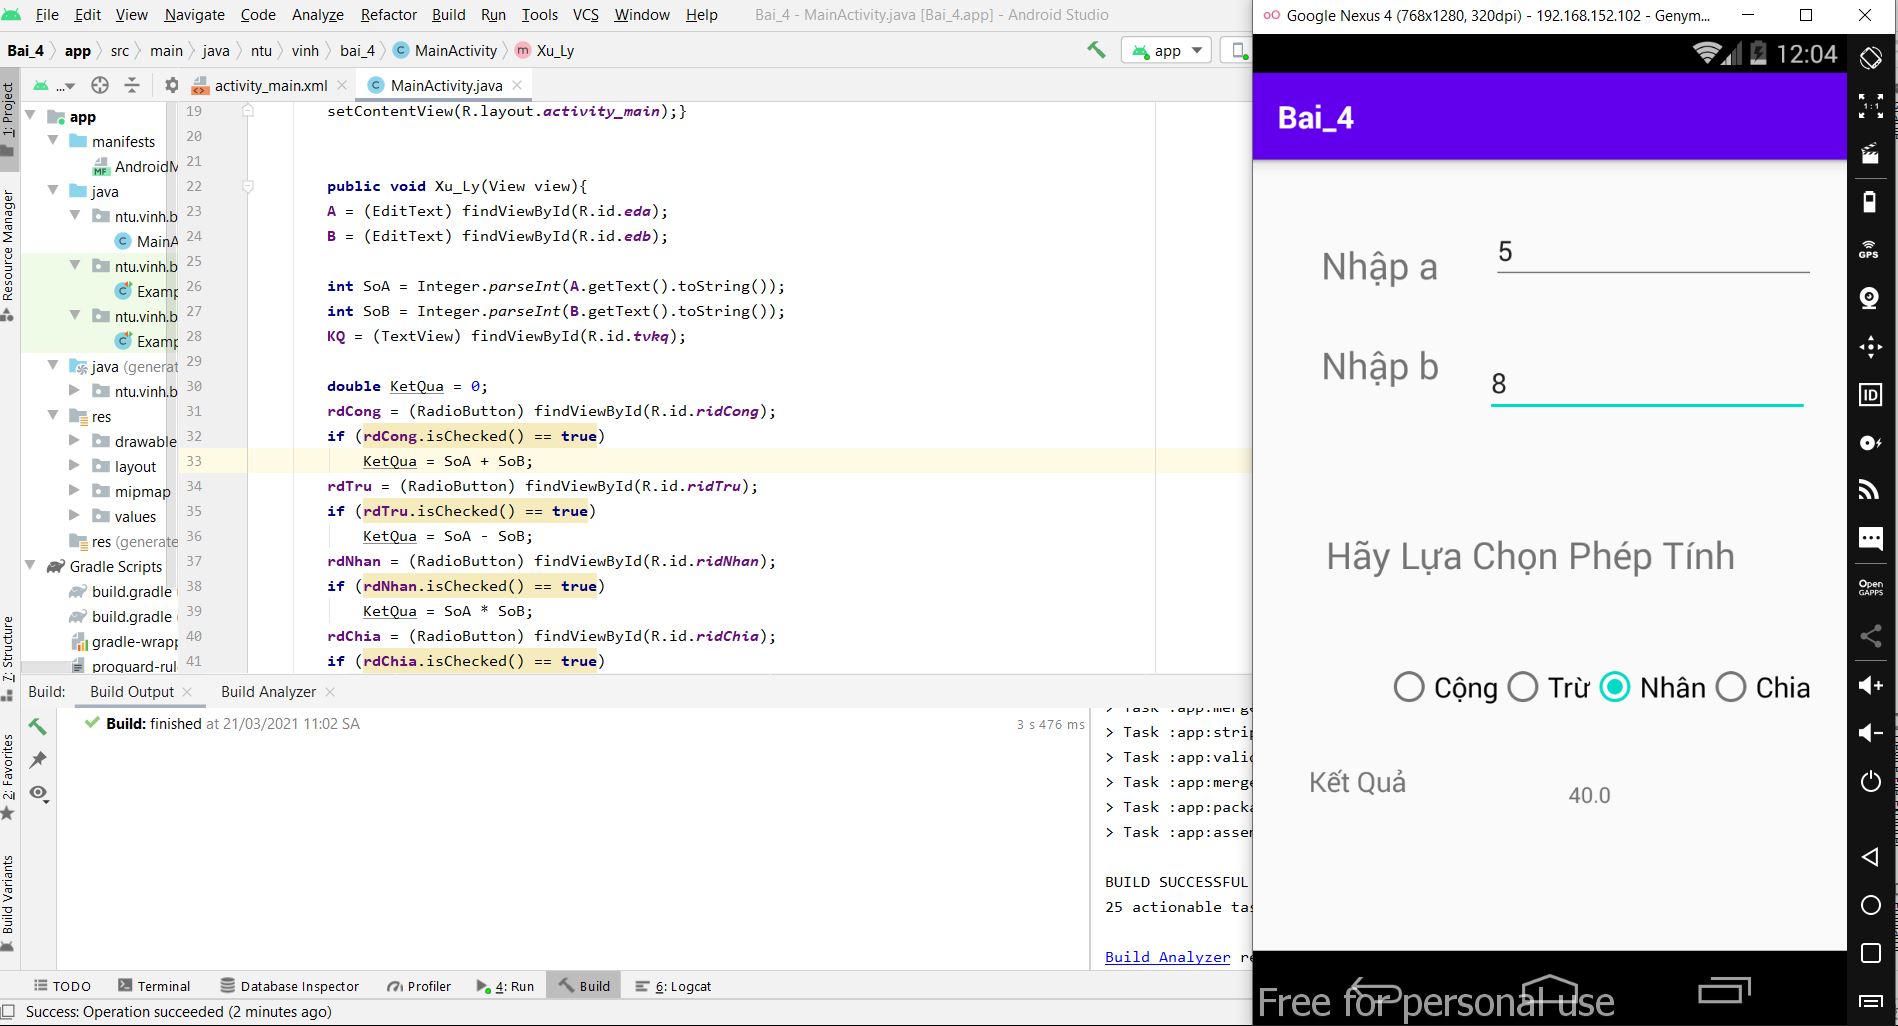 File Edit View Navigate Code Analyze Refactor Build Run Tools VCS Window Help Bai_4 - MainActivity.java [Bai_4.app] - Android Studio
Bai_4 app src main java ntu vinh bai_4 MainActivity Xu_Ly app
... activity_main.xml MainActivity.java
1: Project
Resource Manager
7: Structure
2: Favorites
Build Variants
app
manifests
AndroidM
java
ntu.vinh.b
MainA
ntu.vinh.b
Examp
ntu.vinh.b
Examp
java (generat
ntu.vinh.b
res
drawable
layout
mipmap
values
res (generate
Gradle Scripts
build.gradle
build.gradle
gradle-wrapp
proguard-rul
19 setContentView(R.layout.activity_main);}
20
21
22 public void Xu_Ly(View view){
23 A = (EditText) findViewById(R.id.eda);
24 B = (EditText) findViewById(R.id.edb);
25
26 int SoA = Integer.parseInt(A.getText().toString());
27 int SoB = Integer.parseInt(B.getText().toString());
28 KQ = (TextView) findViewById(R.id.tvkq);
29
30 double KetQua = 0;
31 rdCong = (RadioButton) findViewById(R.id.ridCong);
32 if (rdCong.isChecked() == true)
33 KetQua = SoA + SoB;
34 rdTru = (RadioButton) findViewById(R.id.ridTru);
35 if (rdTru.isChecked() == true)
36 KetQua = SoA - SoB;
37 rdNhan = (RadioButton) findViewById(R.id.ridNhan);
38 if (rdNhan.isChecked() == true)
39 KetQua = SoA * SoB;
40 rdChia = (RadioButton) findViewById(R.id.ridChia);
41 if (rdChia.isChecked() == true)
Build: Build Output Build Analyzer
Build: finished at 21/03/2021 11:02 SA 3 s 476 ms
> Task :app:merge
> Task :app:strip
> Task :app:valid
> Task :app:merge
> Task :app:packa
> Task :app:assem
BUILD SUCCESSFUL
25 actionable tas
Build Analyzer re
TODO Terminal Database Inspector Profiler 4: Run Build 6: Logcat
Success: Operation succeeded (2 minutes ago)
Google Nexus 4 (768x1280, 320dpi) - 192.168.152.102 - Genym...
12:04
Bai_4
Nhập a 5
Nhập b 8
Hãy Lựa Chọn Phép Tính
Cộng Trừ Nhân Chia
Kết Quả 40.0
Free for personal use
1:1
GPS
ID
Open
GAPPS